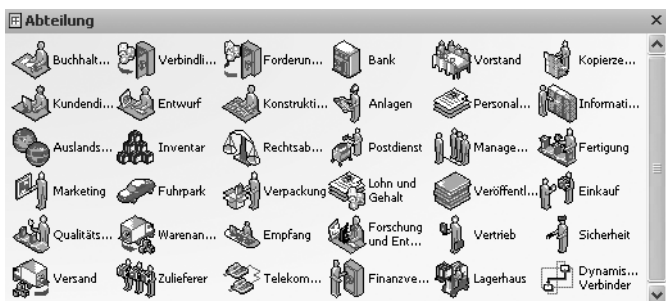 Abteilung
Buchhalt... Verbindli... Forderun... Bank Vorstand Kopierze...
Kundendi... Entwurf Konstrukti... Anlagen Personal... Informati...
Auslands... Inventar Rechtsab... Postdienst Manage... Fertigung
Marketing Fuhrpark Verpackung Lohn und Gehalt Veröffentl... Einkauf
Qualitäts... Warenan... Empfang Forschung und Ent... Vertrieb Sicherheit
Versand Zulieferer Telekom... Finanzve... Lagerhaus Dynamis... Verbinder